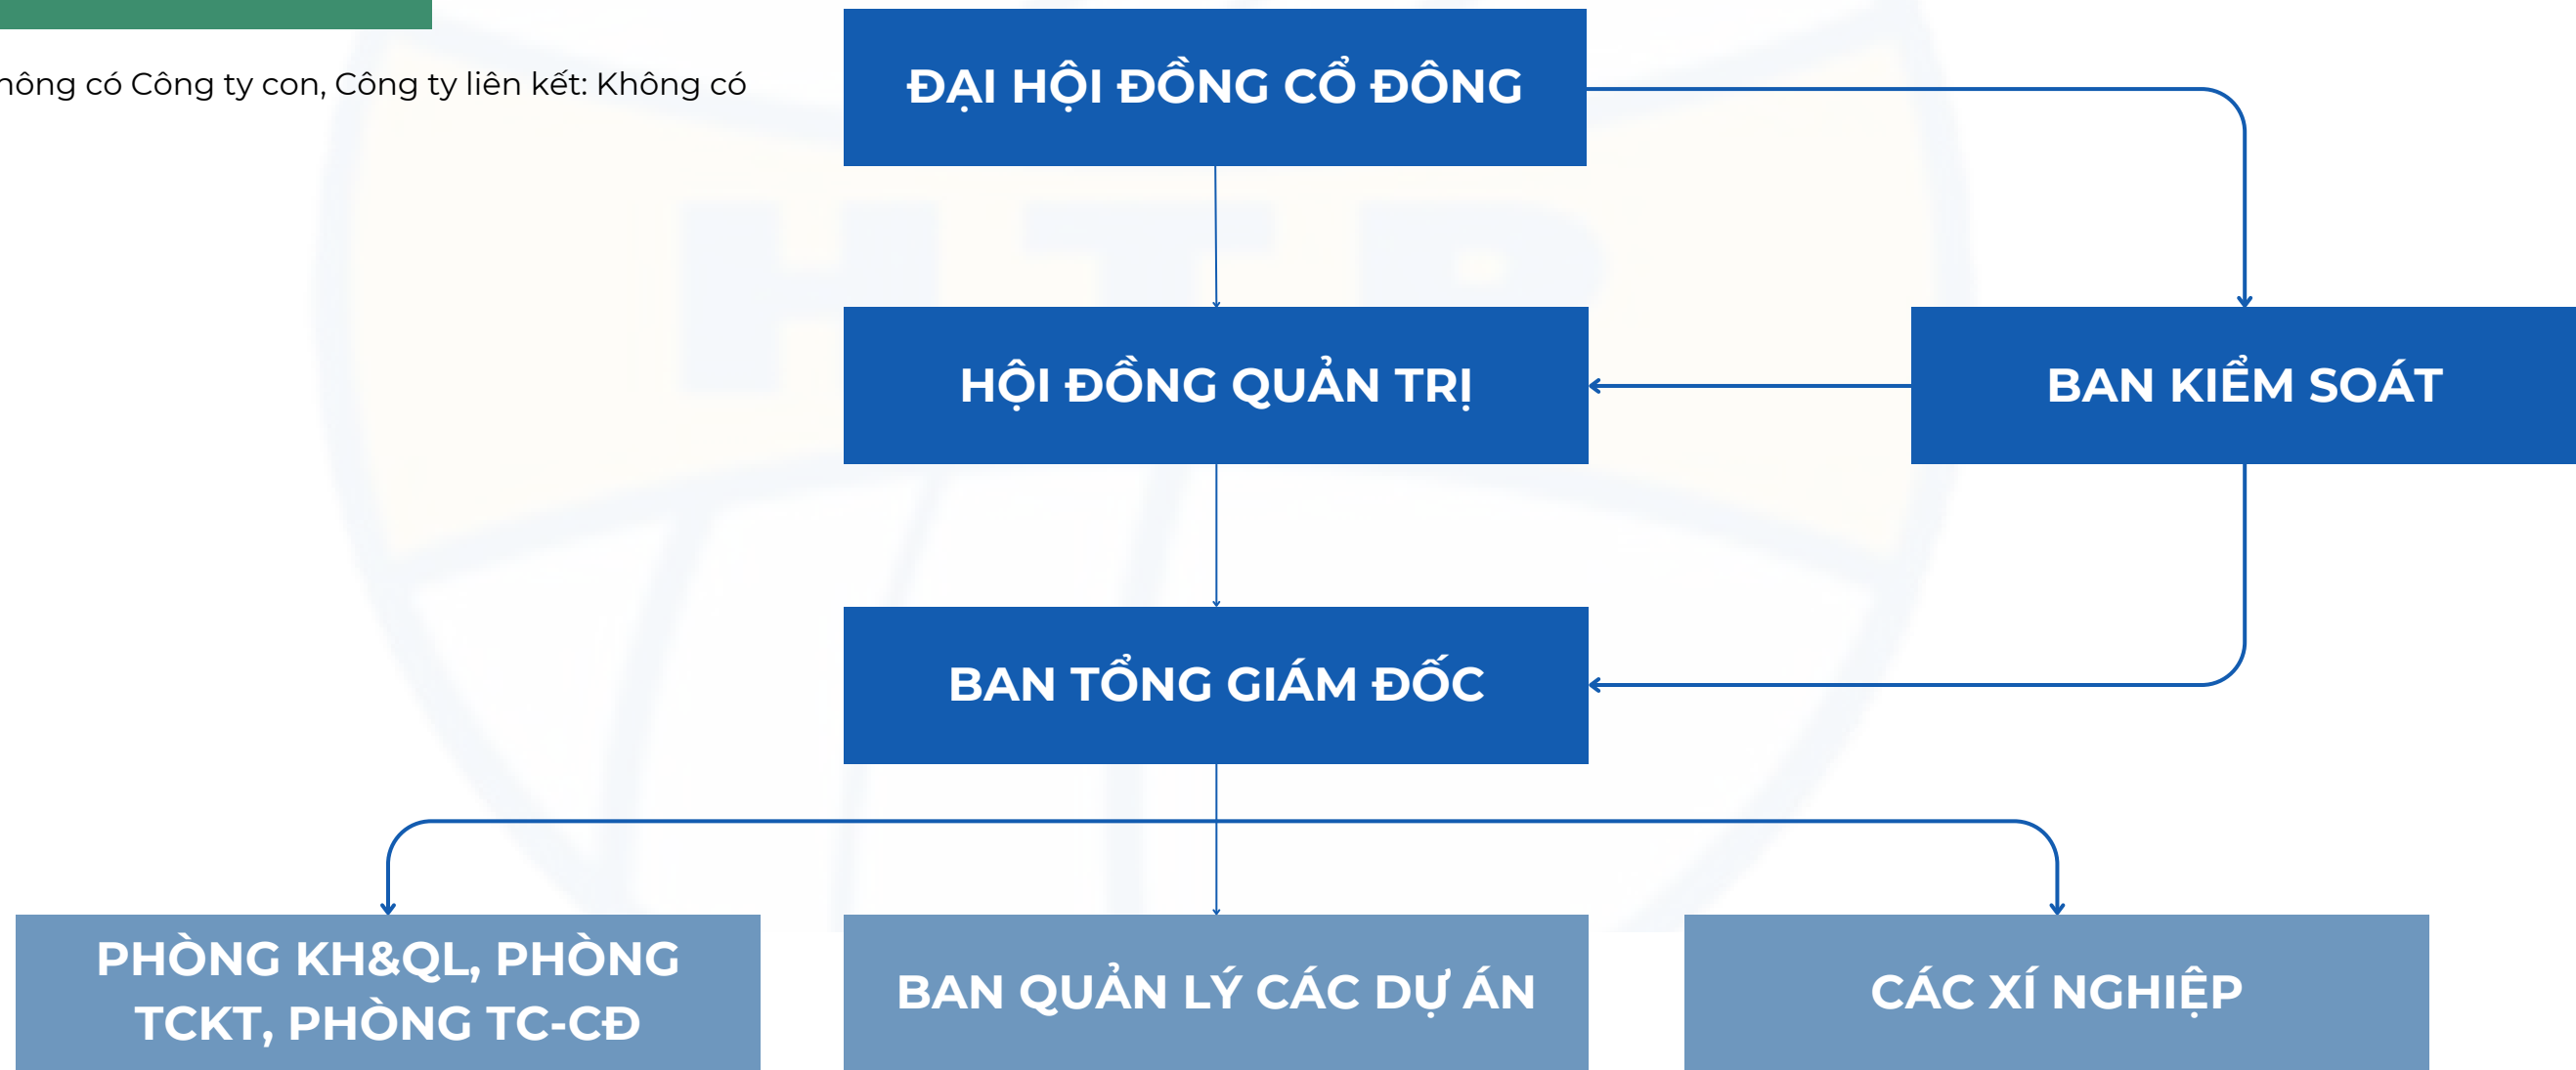 có Công ty con, Công ty liên kết: Không có
ĐẠI HỘI ĐỒNG CỔ ĐÔNG
HTP
HỘI ĐỒNG QUẢN TRỊ
BAN KIỂM SOÁT
BAN TỔNG GIÁM ĐỐC
PHÒNG KH&QL, PHÒNG
TCKT, PHÒNG TC-CĐ
BAN QUẢN LÝ CÁC DỰ ÁN
CÁC XÍ NGHIỆP